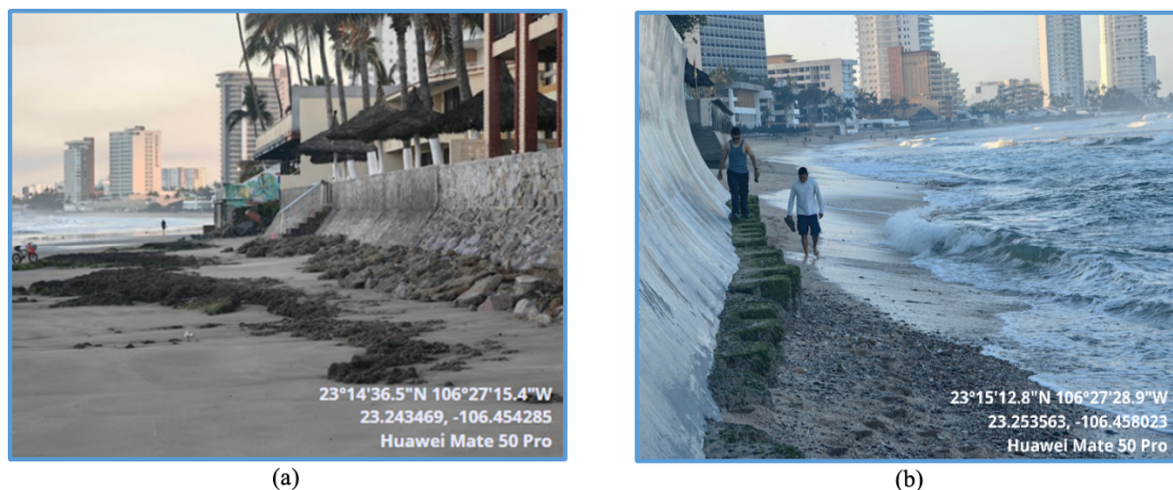 23°14'36.5"N 106°27'15.4"W
23.243469, -106.454285
Huawei Mate 50 Pro
(a)
23°15'12.8"N 106°27'28.9"W
23.253563, -106.458023
Huawei Mate 50 Pro
(b)